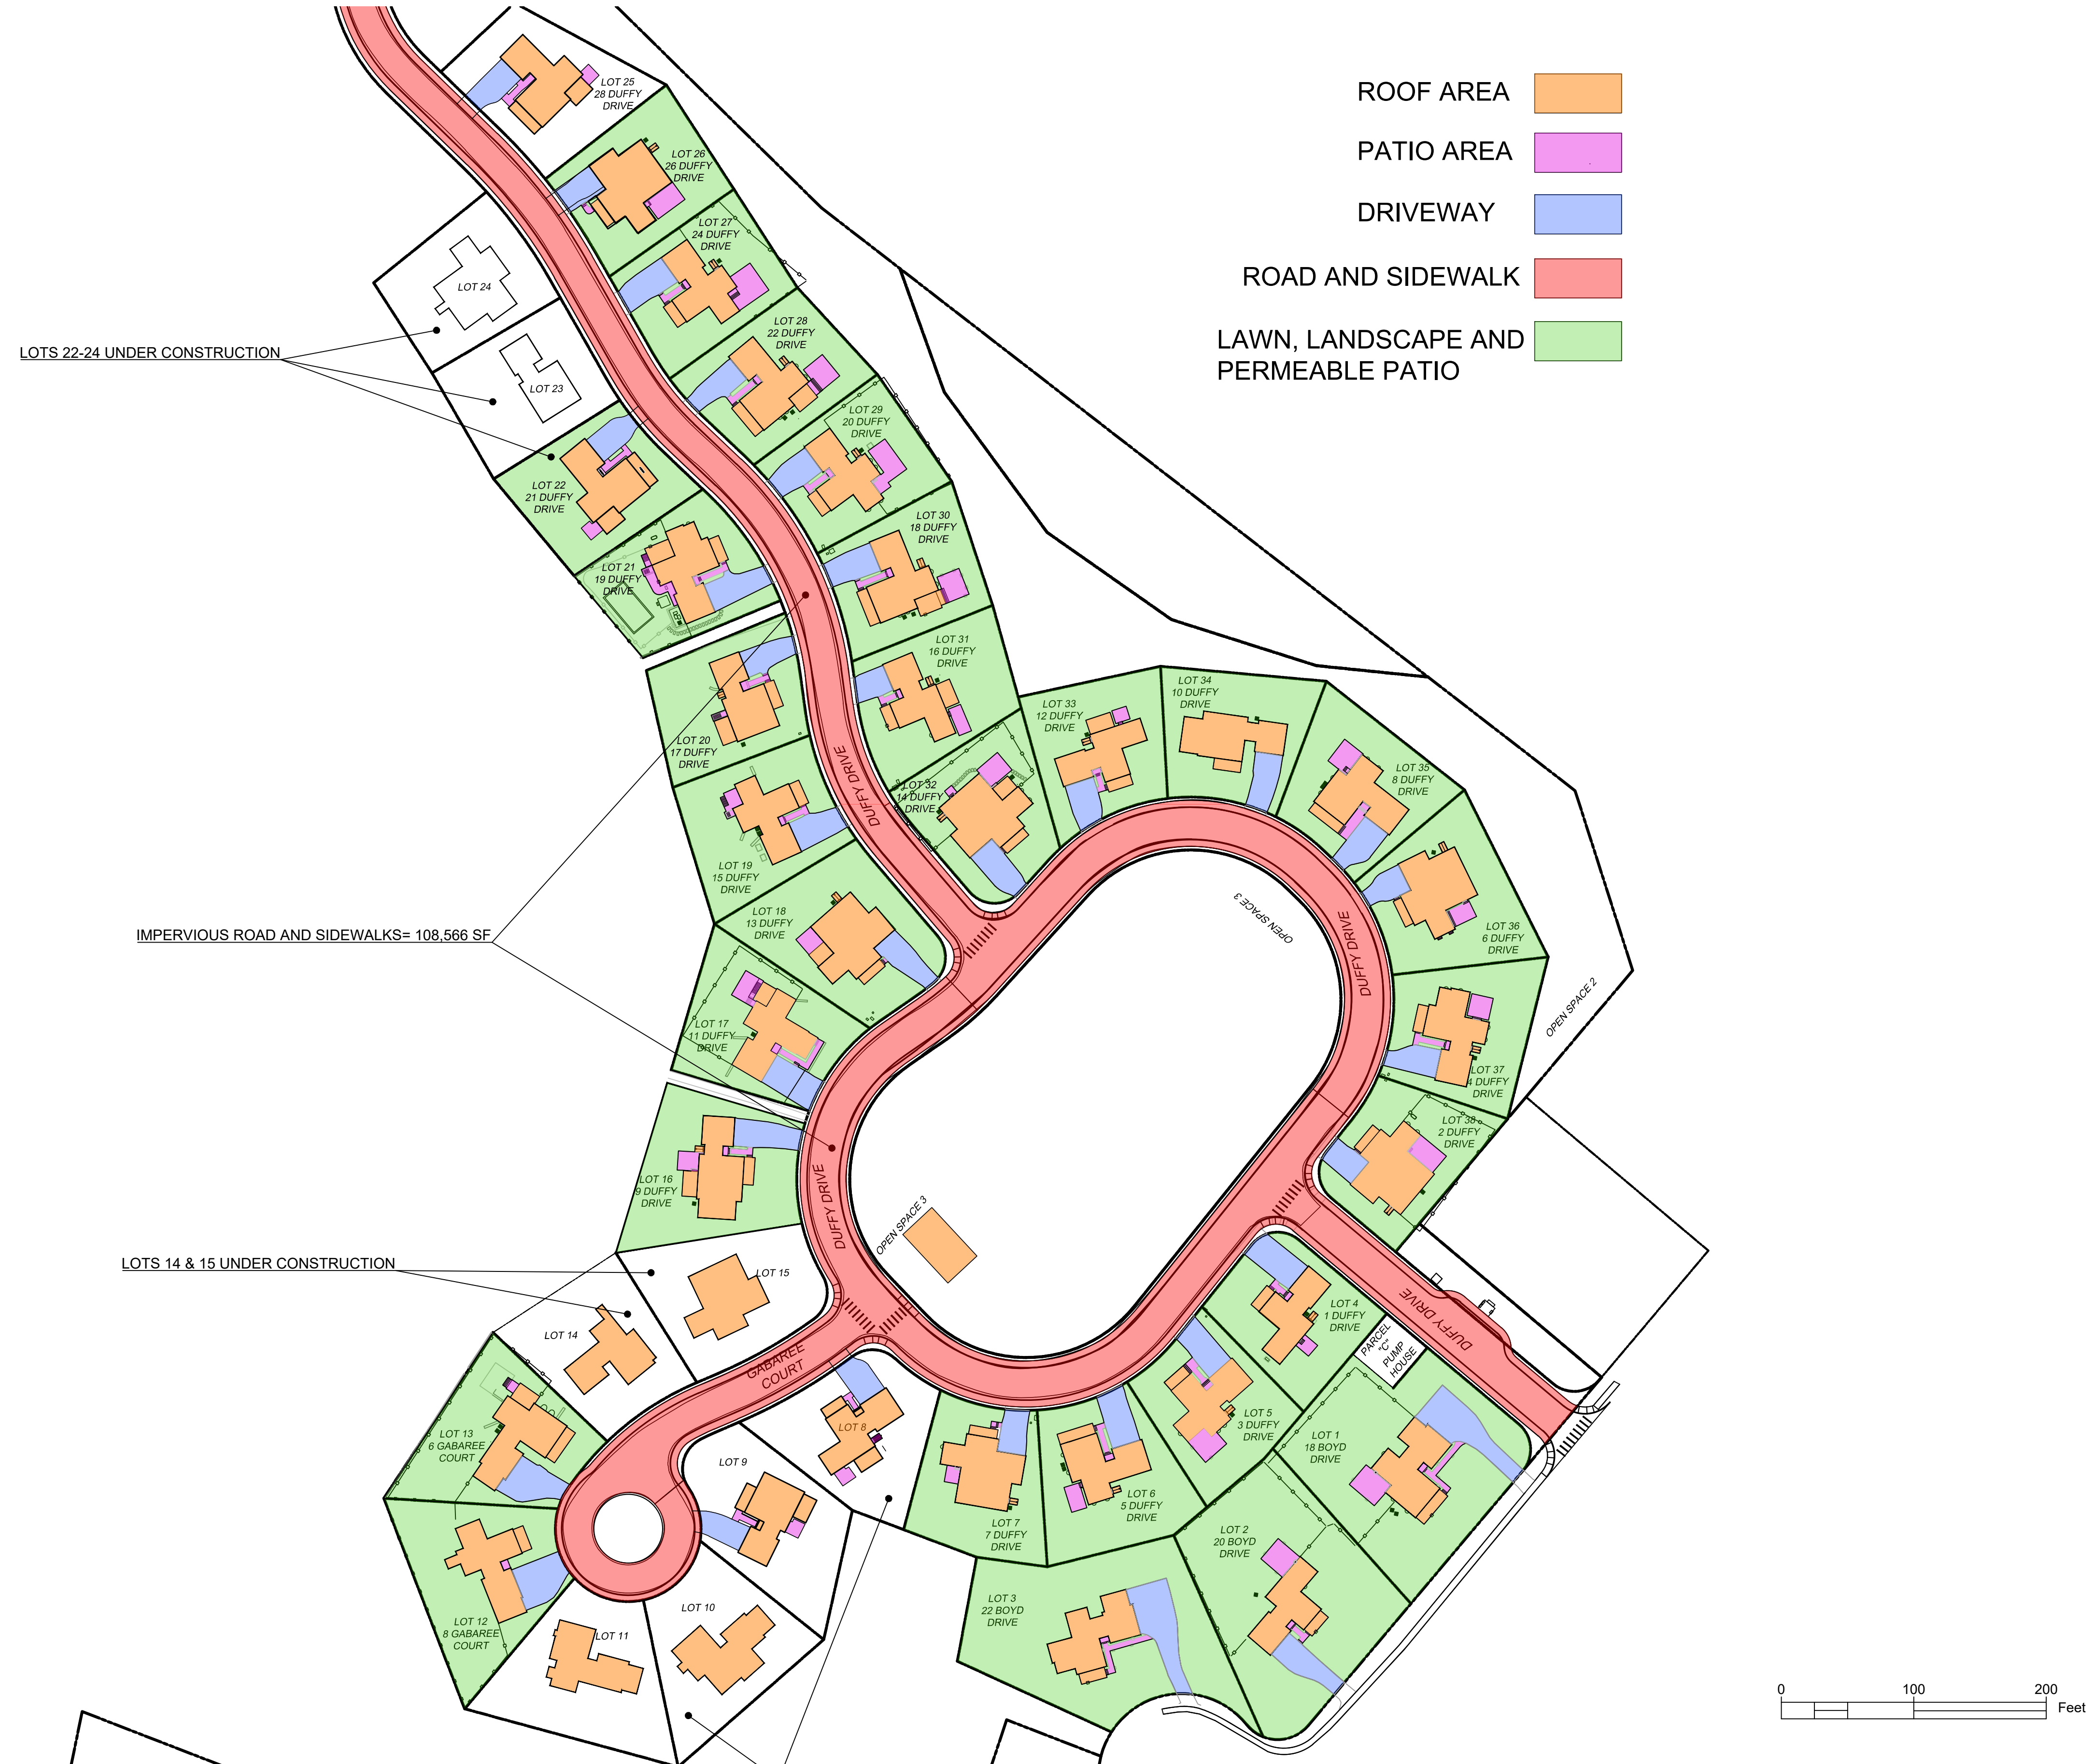 ROOF AREA
PATIO AREA
DRIVEWAY
ROAD AND SIDEWALK
LAWN, LANDSCAPE AND
PERMEABLE PATIO
LOT 25
28 DUFFY
DRIVE
LOT 26
26 DUFFY
DRIVE
LOT 27
24 DUFFY
DRIVE
LOT 24
LOT 28
22 DUFFY
DRIVE
LOTS 22-24 UNDER CONSTRUCTION
LOT 23
LOT 29
20 DUFFY
DRIVE
LOT 22
21 DUFFY
DRIVE
LOT 30
18 DUFFY
DRIVE
LOT 21
19 DUFFY
DRIVE
LOT 31
16 DUFFY
DRIVE
LOT 33
12 DUFFY
DRIVE
LOT 34
10 DUFFY
DRIVE
LOT 20
17 DUFFY
DRIVE
LOT 35
8 DUFFY
DRIVE
LOT 32
14 DUFFY
DRIVE
DUFFY DRIVE
LOT 19
15 DUFFY
DRIVE
LOT 18
13 DUFFY
DRIVE
OPEN SPACE 3
DUFFY DRIVE
LOT 36
6 DUFFY
DRIVE
IMPERVIOUS ROAD AND SIDEWALKS= 108,566 SF
OPEN SPACE 2
LOT 17
11 DUFFY
DRIVE
LOT 37
4 DUFFY
DRIVE
LOT 38
2 DUFFY
DRIVE
LOT 16
9 DUFFY
DRIVE
DUFFY DRIVE
OPEN SPACE 3
LOTS 14 & 15 UNDER CONSTRUCTION
LOT 15
LOT 14
LOT 4
1 DUFFY
DRIVE
DUFFY DRIVE
PARCEL
"C"
PUMP
HOUSE
GABAREE
COURT
LOT 8
LOT 5
3 DUFFY
DRIVE
LOT 13
6 GABAREE
COURT
LOT 1
18 BOYD
DRIVE
LOT 9
LOT 6
5 DUFFY
DRIVE
LOT 7
7 DUFFY
DRIVE
LOT 2
20 BOYD
DRIVE
LOT 3
22 BOYD
DRIVE
LOT 10
LOT 12
8 GABAREE
COURT
LOT 11
0 100 200
Feet